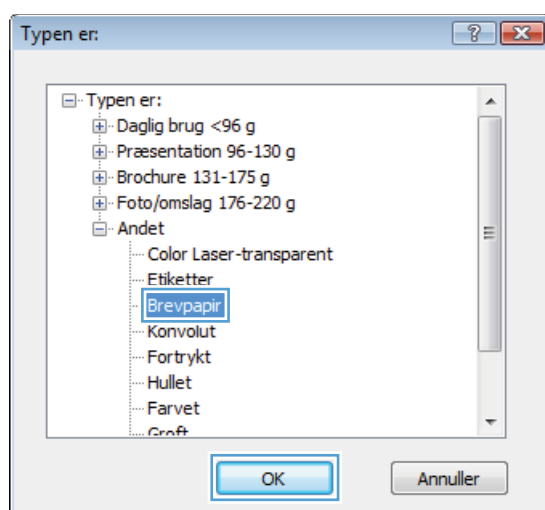 Typen er:
Typen er:
Daglig brug <96 g
Præsentation 96-130 g
Brochure 131-175 g
Foto/omslag 176-220 g
Andet
Color Laser-transparent
Etiketter
Brevpapir
Konvolut
Fortrykt
Hullet
Farvet
Groft
OK Annuller